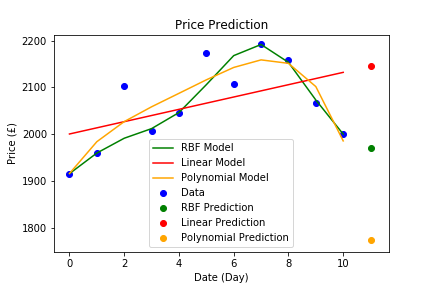 Price Prediction
2200
2100
2000
1900
1800
Price (£)
RBF Model
Linear Model
Polynomial Model
Data
RBF Prediction
Linear Prediction
Polynomial Prediction
0 2 4 6 8 10
Date (Day)